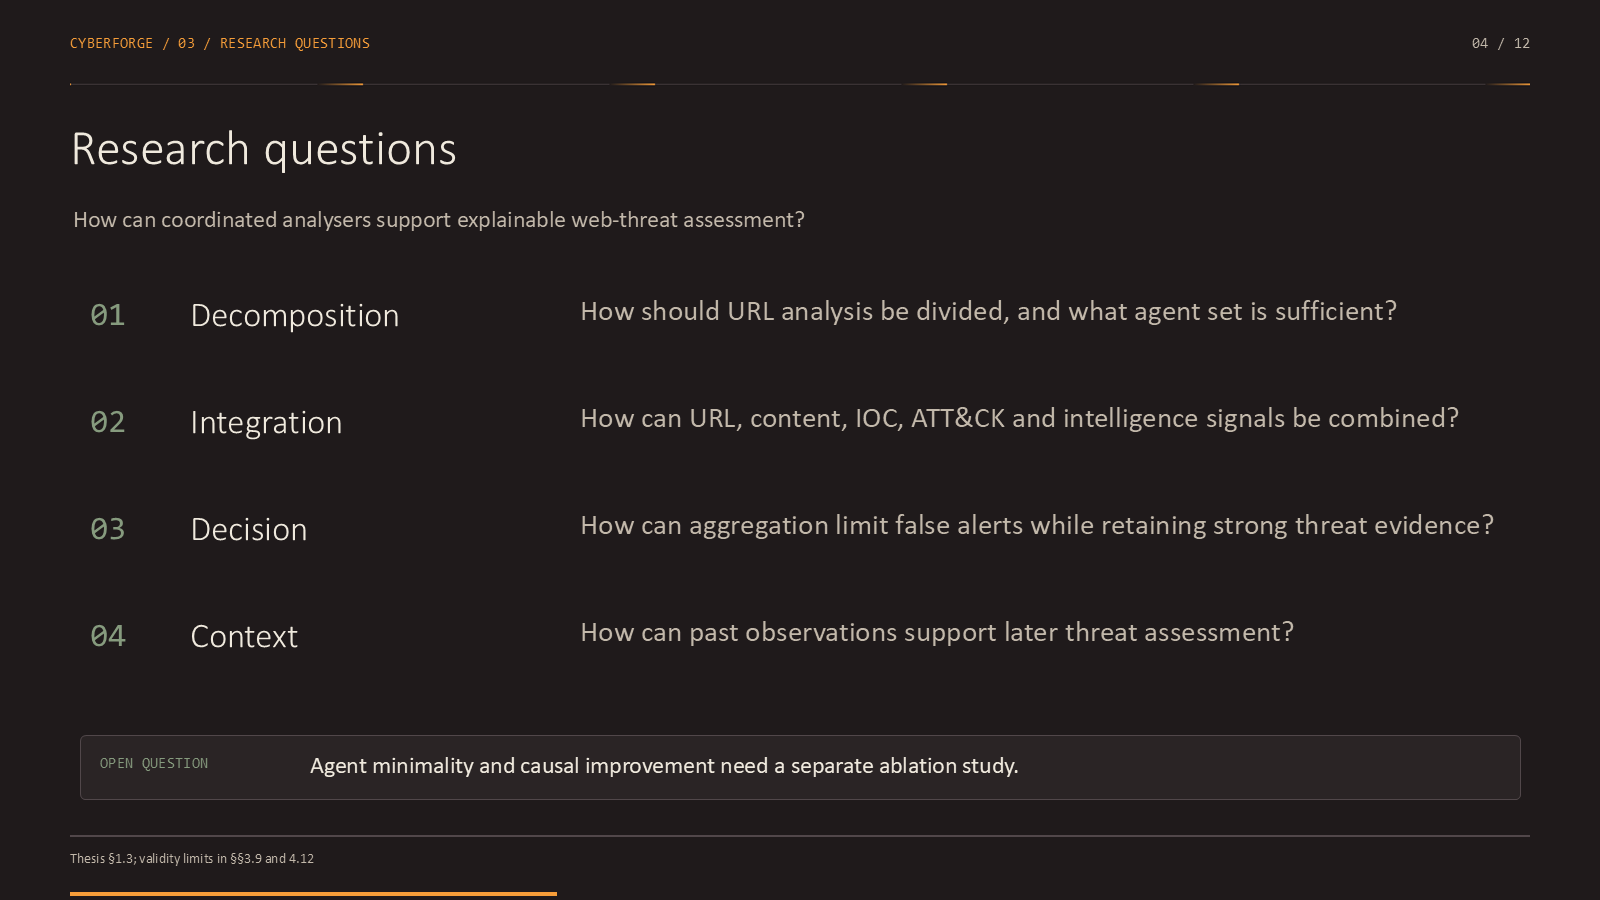 CYBERFORGE / 03 / RESEARCH QUESTIONS
04 / 12
Research questions
How can coordinated analysers support explainable web-threat assessment?
01 Decomposition How should URL analysis be divided, and what agent set is sufficient?
02 Integration How can URL, content, IOC, ATT&CK and intelligence signals be combined?
03 Decision How can aggregation limit false alerts while retaining strong threat evidence?
04 Context How can past observations support later threat assessment?
OPEN QUESTION Agent minimality and causal improvement need a separate ablation study.
Thesis §1.3; validity limits in §§3.9 and 4.12